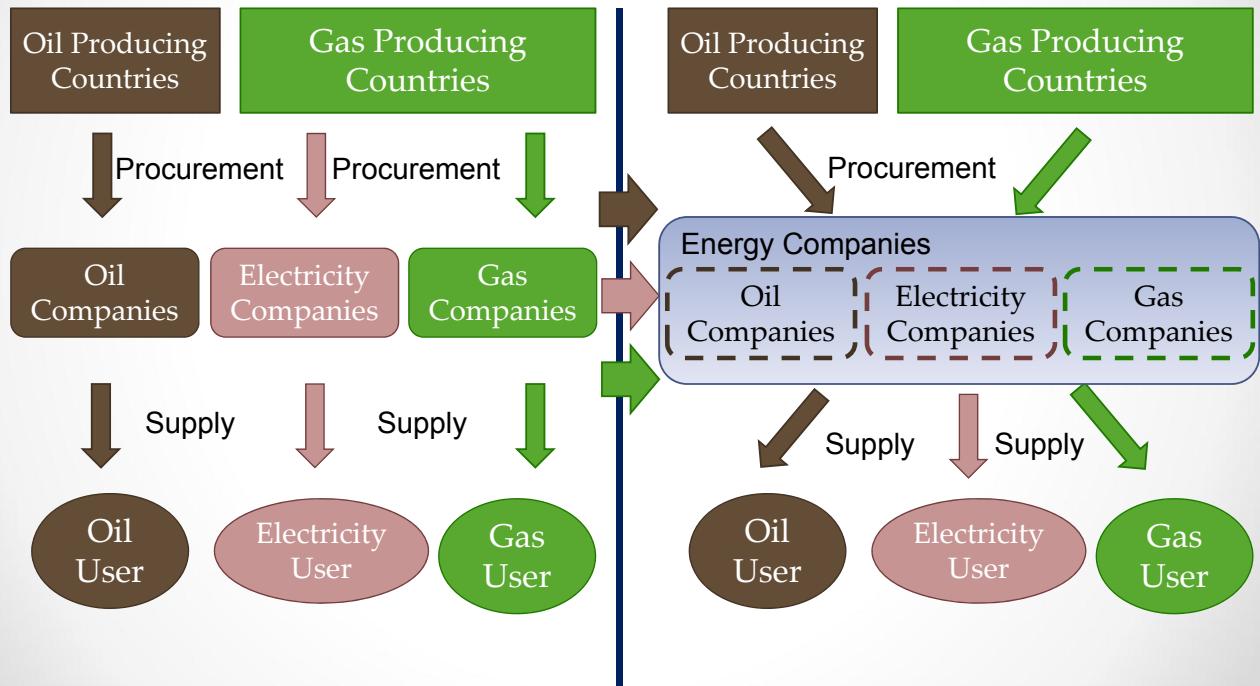 Oil Producing
Countries
Gas Producing
Countries
Procurement
Procurement
Oil
Companies
Electricity
Companies
Gas
Companies
Supply
Supply
Oil
User
Electricity
User
Gas
User
Oil Producing
Countries
Gas Producing
Countries
Procurement
Energy Companies
Oil
Companies
Electricity
Companies
Gas
Companies
Supply
Supply
Oil
User
Electricity
User
Gas
User